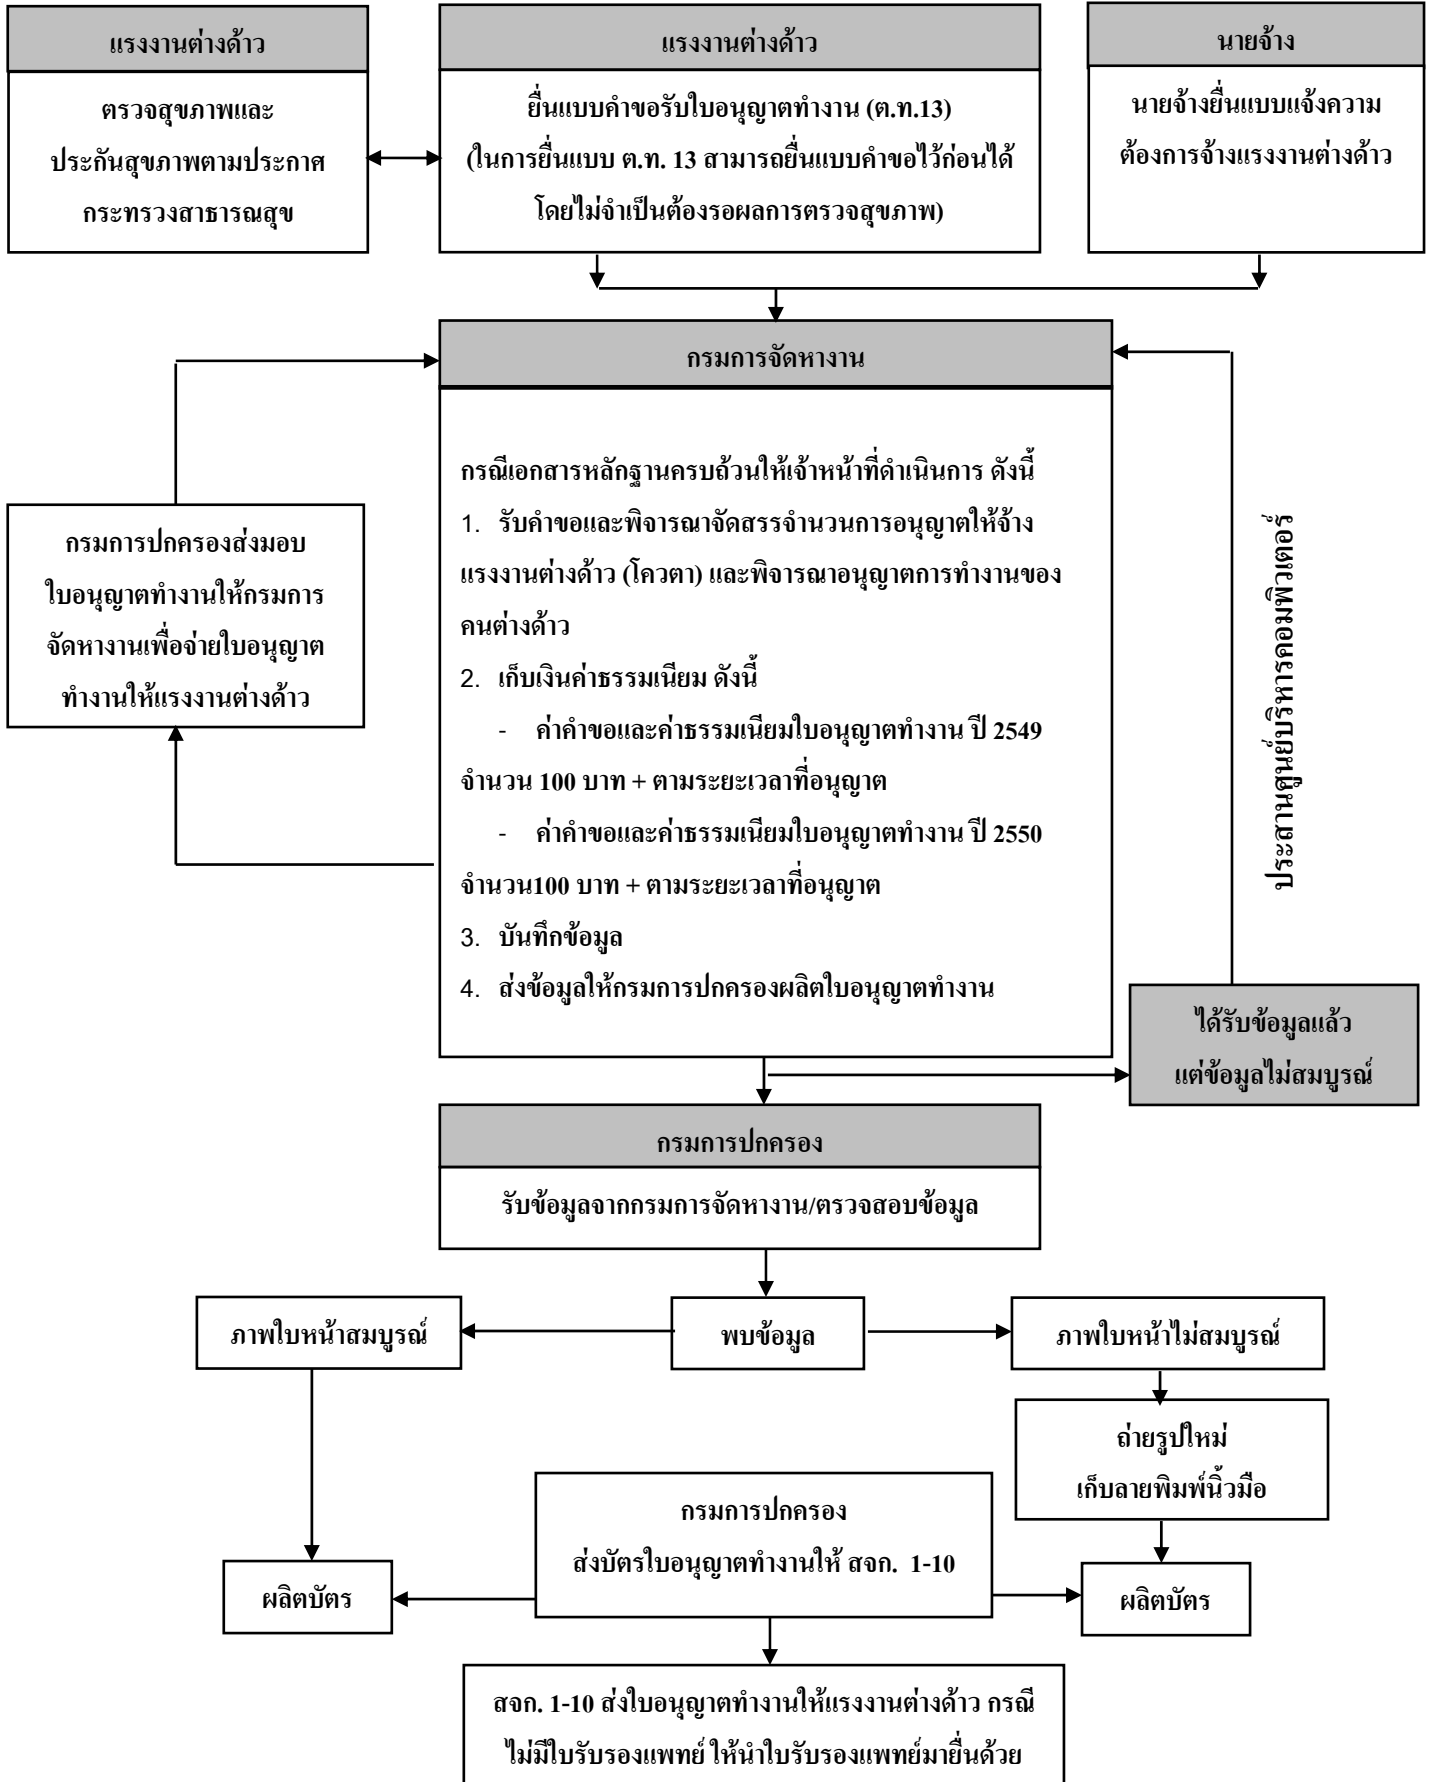 แรงงานต่างด้าว
ตรวจสุขภาพและ
ประกันสุขภาพตามประกาศ
กระทรวงสาธารณสุข
แรงงานต่างด้าว
ยื่นแบบคำขอรับใบอนุญาตทำงาน (ต.ท.13)
(ในการยื่นแบบ ต.ท. 13 สามารถยื่นแบบคำขอไว้ก่อนได้
โดยไม่จำเป็นต้องรอผลการตรวจสุขภาพ)
นายจ้าง
นายจ้างยื่นแบบแจ้งความ
ต้องการจ้างแรงงานต่างด้าว
กรมการจัดหางาน
กรณีเอกสารหลักฐานครบถ้วนให้เจ้าหน้าที่ดำเนินการ ดังนี้
1. รับคำขอและพิจารณาจัดสรรจำนวนการอนุญาตให้จ้าง
แรงงานต่างด้าว (โควตา) และพิจารณาอนุญาตการทำงานของ
คนต่างด้าว
2. เก็บเงินค่าธรรมเนียม ดังนี้
- ค่าคำขอและค่าธรรมเนียมใบอนุญาตทำงาน ปี 2549
จำนวน 100 บาท + ตามระยะเวลาที่อนุญาต
- ค่าคำขอและค่าธรรมเนียมใบอนุญาตทำงาน ปี 2550
จำนวน100 บาท + ตามระยะเวลาที่อนุญาต
3. บันทึกข้อมูล
4. ส่งข้อมูลให้กรมการปกครองผลิตใบอนุญาตทำงาน
กรมการปกครองส่งมอบ
ใบอนุญาตทำงานให้กรมการ
จัดหางานเพื่อจ่ายใบอนุญาต
ทำงานให้แรงงานต่างด้าว
ประสานศูนย์บริหารคอมพิวเตอร์
ได้รับข้อมูลแล้ว
แต่ข้อมูลไม่สมบูรณ์
กรมการปกครอง
รับข้อมูลจากกรมการจัดหางาน/ตรวจสอบข้อมูล
ภาพใบหน้าสมบูรณ์
พบข้อมูล
ภาพใบหน้าไม่สมบูรณ์
ถ่ายรูปใหม่
เก็บลายพิมพ์นิ้วมือ
กรมการปกครอง
ส่งบัตรใบอนุญาตทำงานให้ สจก. 1-10
ผลิตบัตร
ผลิตบัตร
สจก. 1-10 ส่งใบอนุญาตทำงานให้แรงงานต่างด้าว กรณี
ไม่มีใบรับรองแพทย์ ให้นำใบรับรองแพทย์มายื่นด้วย